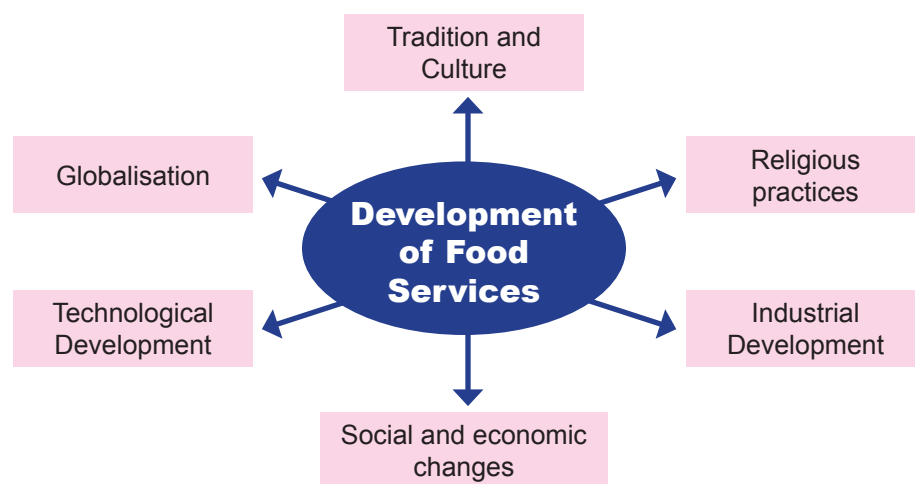 Tradition and
Culture
Globalisation
Religious
practices
Development
of Food
Services
Technological
Development
Industrial
Development
Social and economic
changes